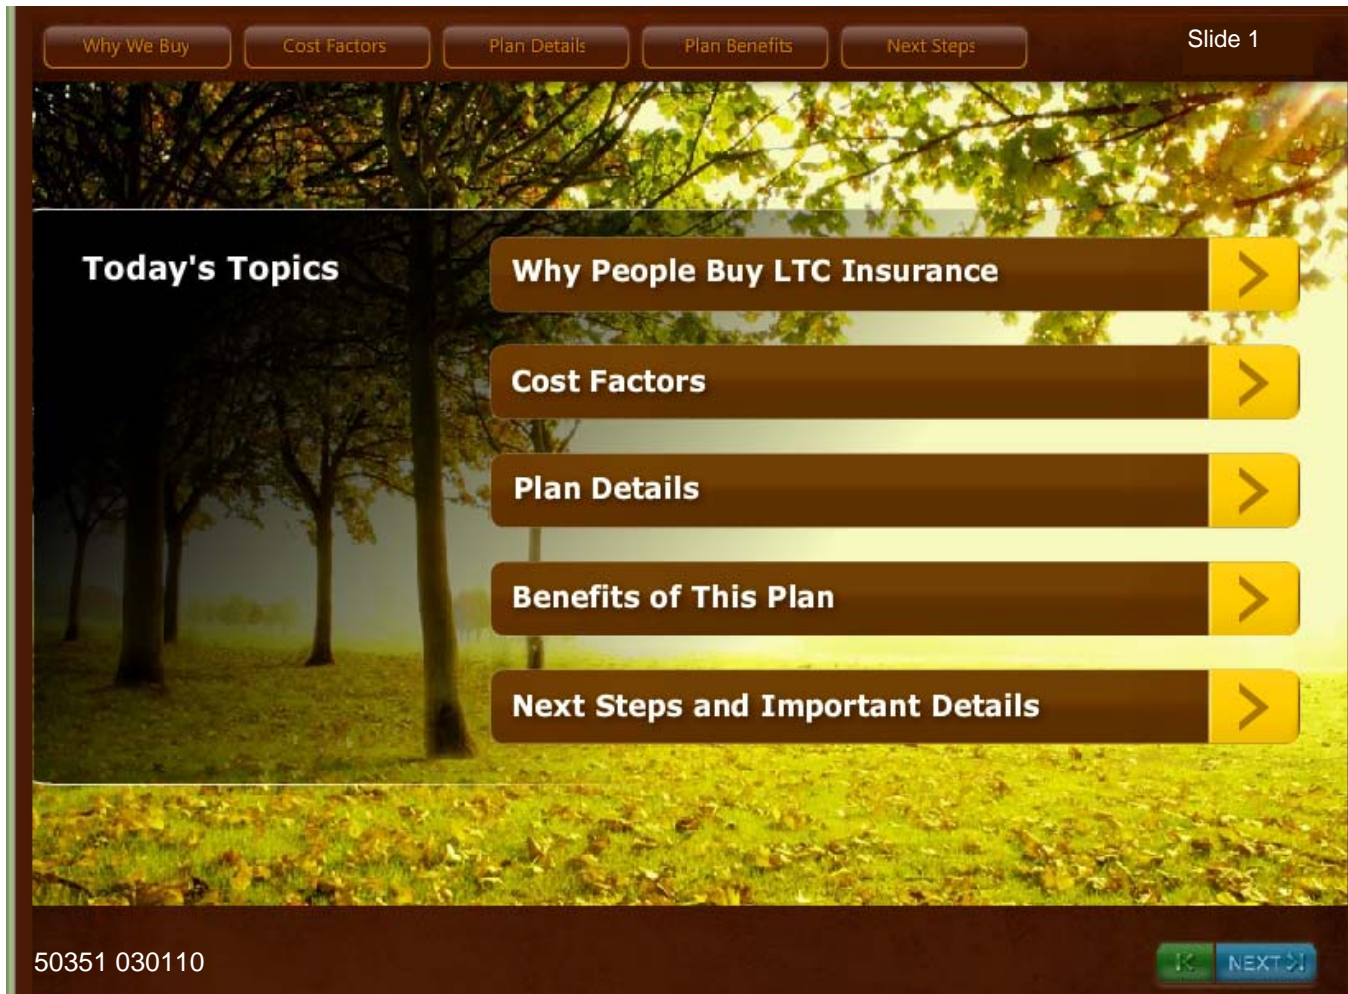 Why We Buy
Cost Factors
Plan Details
Plan Benefits
Next Steps
Slide 1
Today's Topics
Why People Buy LTC Insurance
Cost Factors
Plan Details
Benefits of This Plan
Next Steps and Important Details
50351 030110
NEXT